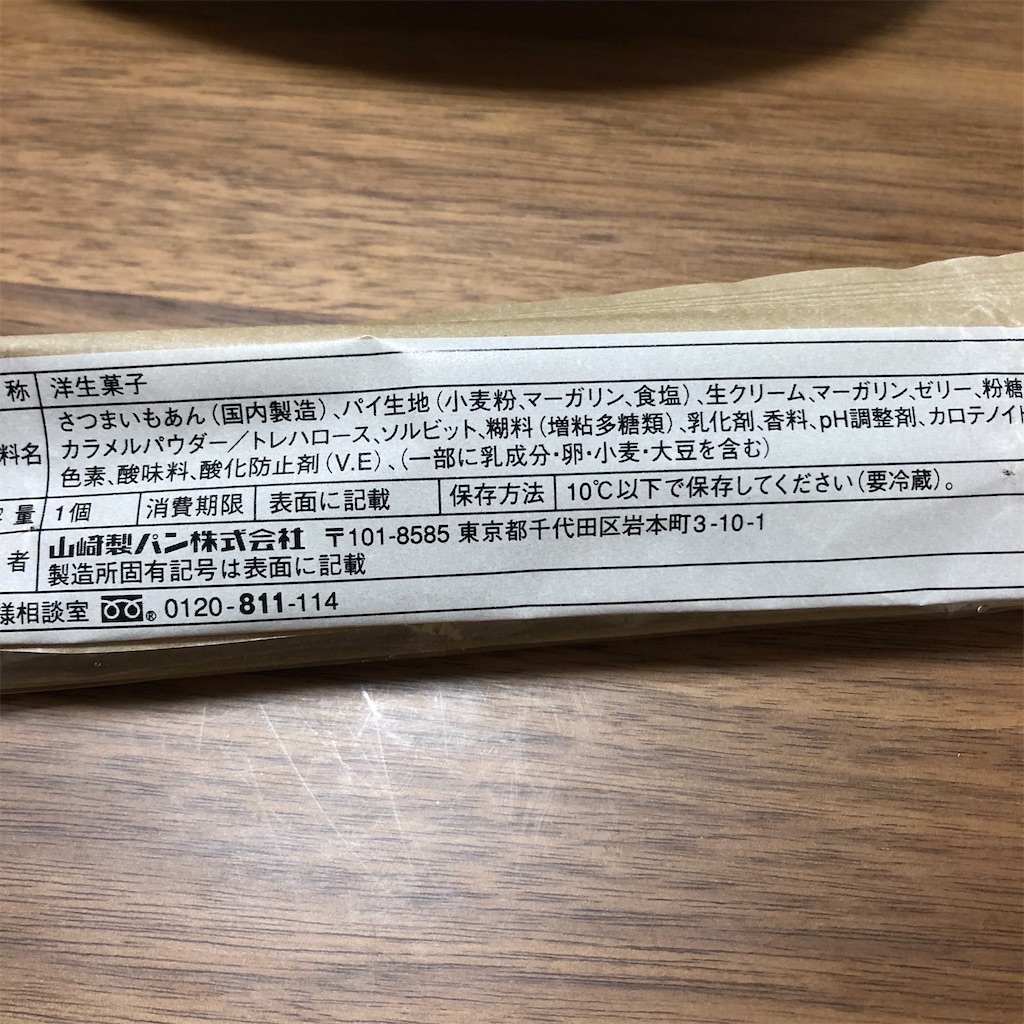 称 洋生菓子
料名 さつまいもあん(国内製造)、パイ生地(小麦粉、マーガリン、食塩)、生クリーム、マーガリン、ゼリー、粉糖
カラメルパウダー/トレハロース、ソルビット、糊料(増粘多糖類)、乳化剤、香料、pH調整剤、カロテノイド
色素、酸味料、酸化防止剤(V.E)、(一部に乳成分・卵・小麦・大豆を含む)
量 1個 消費期限 表面に記載 保存方法 10℃以下で保存してください(要冷蔵)。
者 山崎製パン株式会社 〒101-8585 東京都千代田区岩本町3-10-1
製造所固有記号は表面に記載
様相談室 ® 0120-811-114